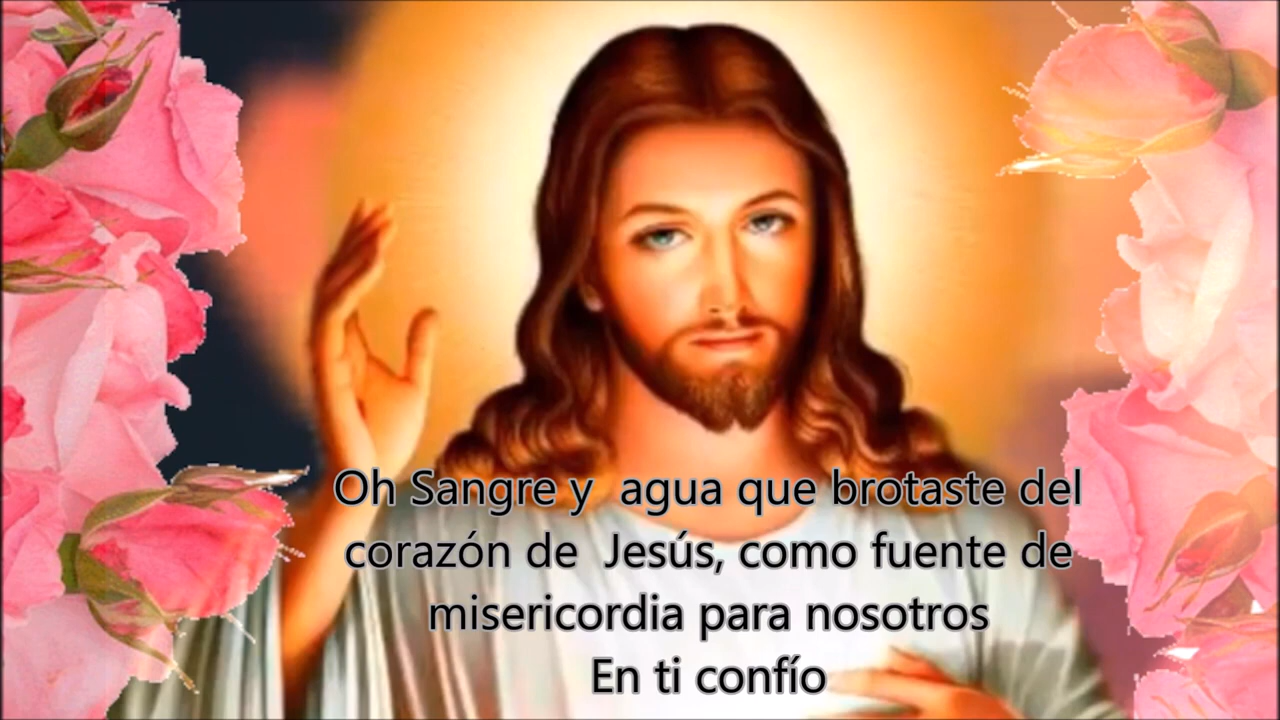 Oh Sangre y  agua que brotaste del
corazón de  Jesús, como fuente de
misericordia para nosotros
En ti confío